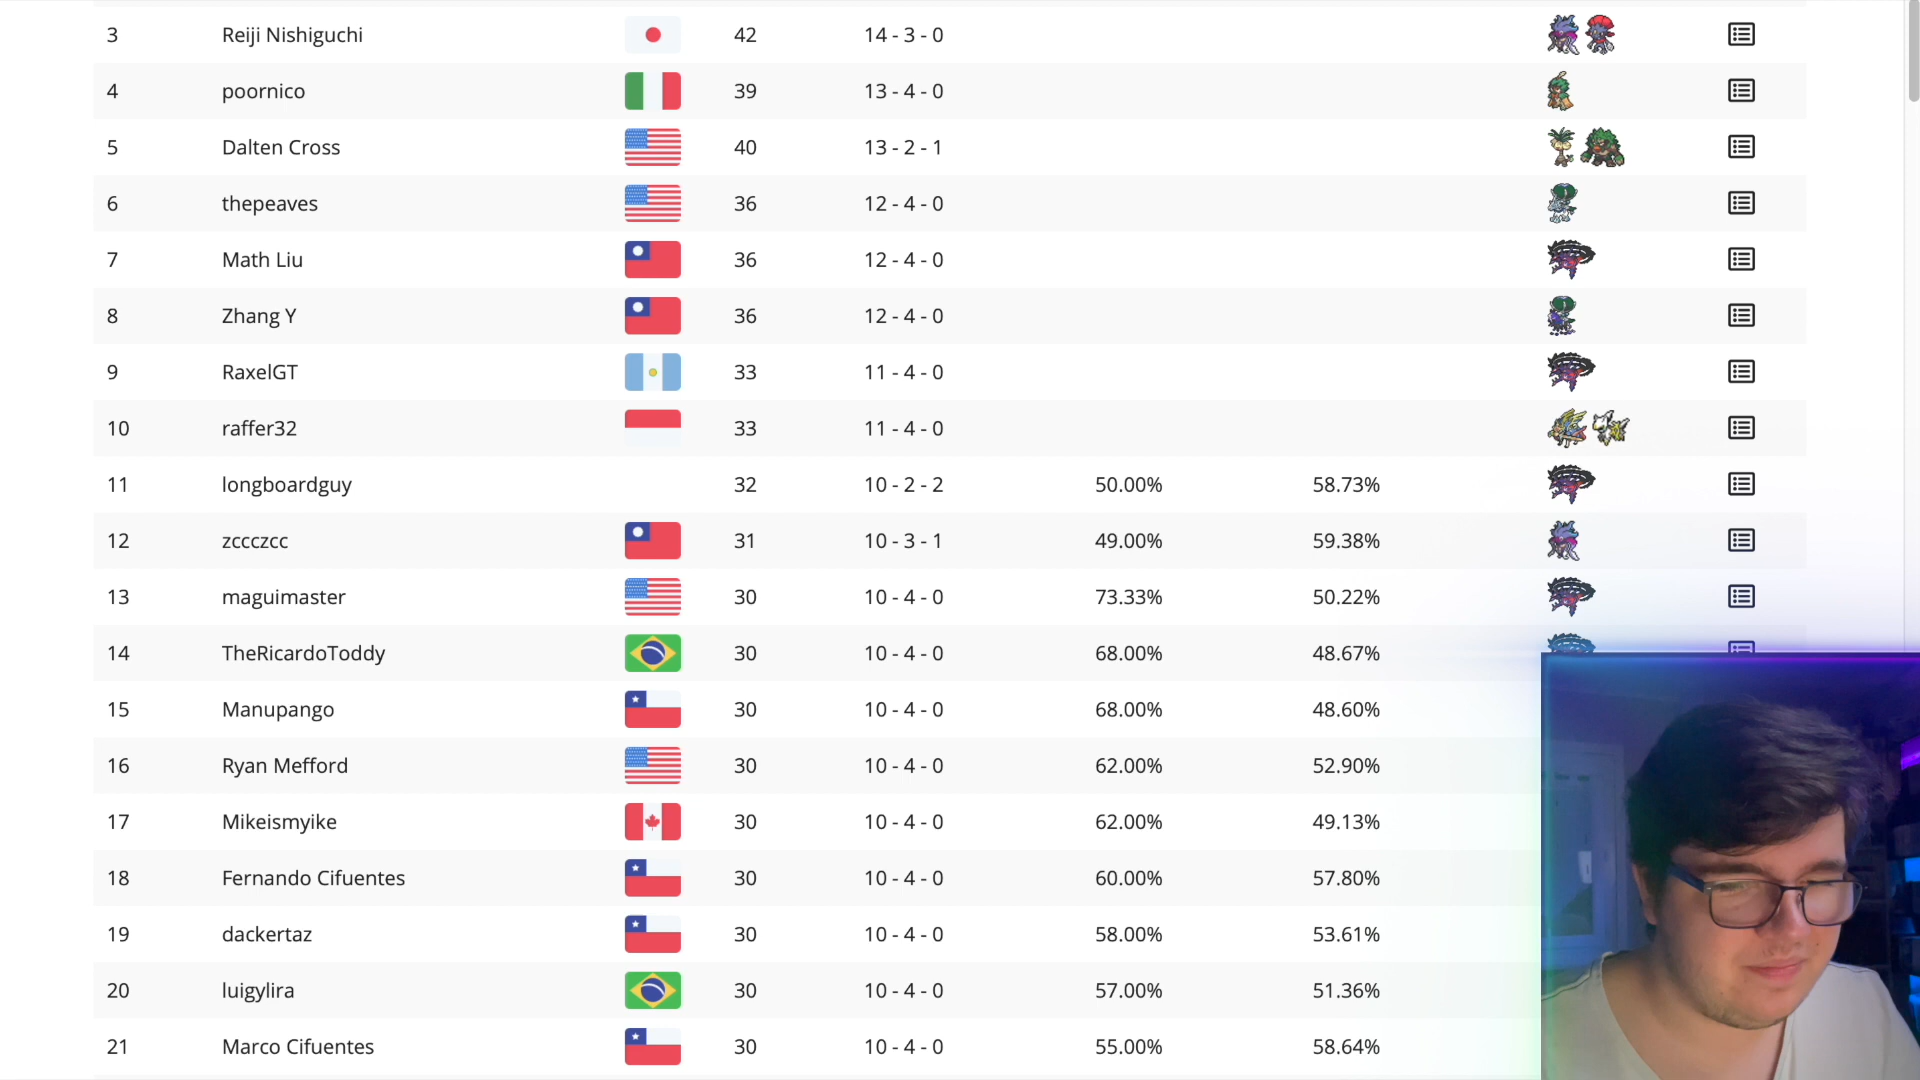 3 Reiji Nishiguchi 42 14 - 3 - 0
4 poornico 39 13 - 4 - 0
5 Dalten Cross 40 13 - 2 - 1
6 thepeaves 36 12 - 4 - 0
7 Math Liu 36 12 - 4 - 0
8 Zhang Y 36 12 - 4 - 0
9 RaxelGT 33 11 - 4 - 0
10 raffer32 33 11 - 4 - 0
11 longboardguy 32 10 - 2 - 2 50.00% 58.73%
12 zccczcc 31 10 - 3 - 1 49.00% 59.38%
13 maguimaster 30 10 - 4 - 0 73.33% 50.22%
14 TheRicardoToddy 30 10 - 4 - 0 68.00% 48.67%
15 Manupango 30 10 - 4 - 0 68.00% 48.60%
16 Ryan Mefford 30 10 - 4 - 0 62.00% 52.90%
17 Mikeismyike 30 10 - 4 - 0 62.00% 49.13%
18 Fernando Cifuentes 30 10 - 4 - 0 60.00% 57.80%
19 dackertaz 30 10 - 4 - 0 58.00% 53.61%
20 luigylira 30 10 - 4 - 0 57.00% 51.36%
21 Marco Cifuentes 30 10 - 4 - 0 55.00% 58.64%